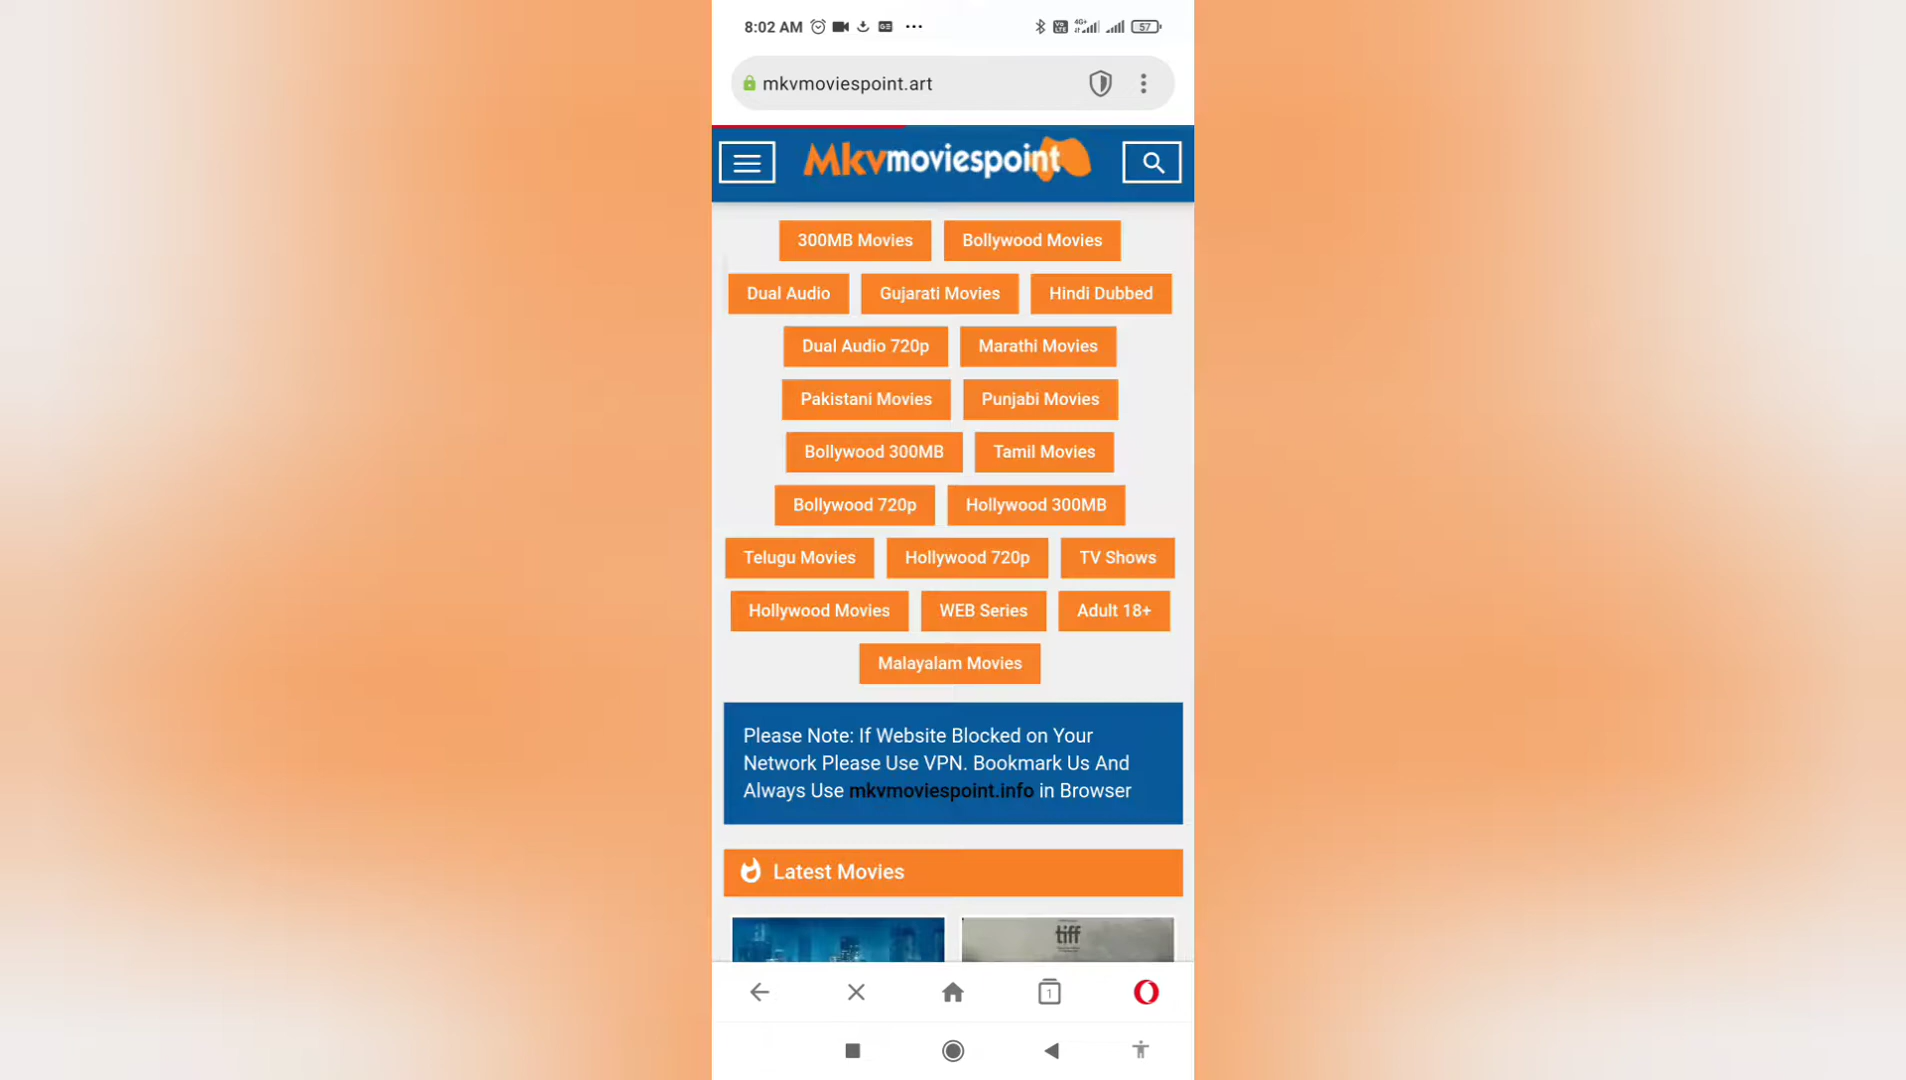 8:02 AM
4G+
57
mkvmoviespoint.art
Mkvmoviespoint
300MB Movies Bollywood Movies
Dual Audio Gujarati Movies Hindi Dubbed
Dual Audio 720p Marathi Movies
Pakistani Movies Punjabi Movies
Bollywood 300MB Tamil Movies
Bollywood 720p Hollywood 300MB
Telugu Movies Hollywood 720p TV Shows
Hollywood Movies WEB Series Adult 18+
Malayalam Movies
Please Note: If Website Blocked on Your
Network Please Use VPN. Bookmark Us And
Always Use mkvmoviespoint.info in Browser
Latest Movies
tiff
1